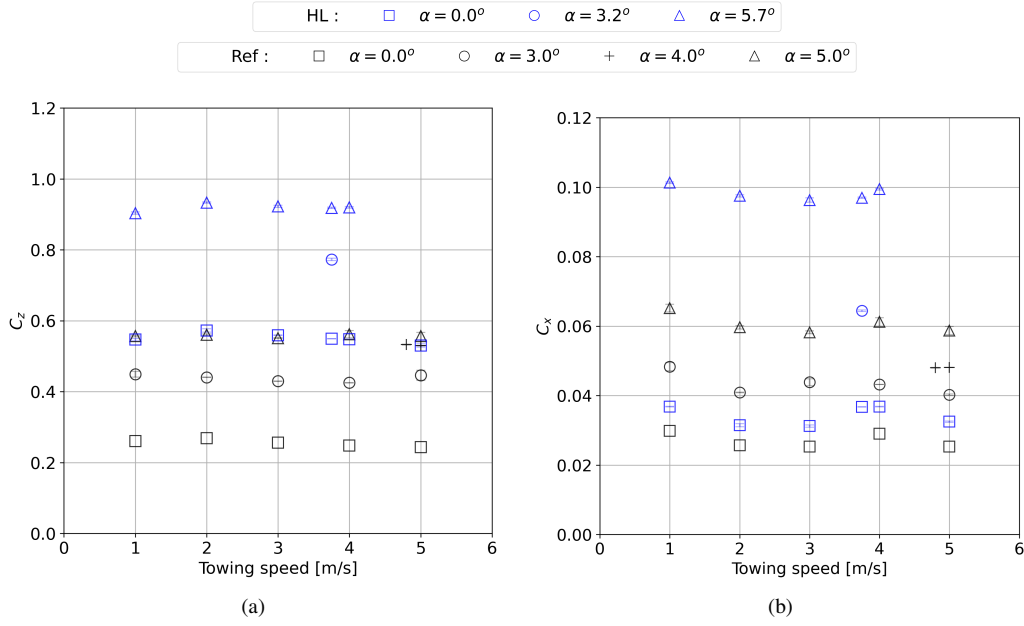 HL : α = 0.0° α = 3.2° α = 5.7°
Ref : α = 0.0° α = 3.0° α = 4.0° α = 5.0°
1.2
1.0
0.8
0.6
0.4
0.2
0.0
C_z
0 1 2 3 4 5 6
Towing speed [m/s]
(a)
0.12
0.10
0.08
0.06
0.04
0.02
0.00
C_x
0 1 2 3 4 5 6
Towing speed [m/s]
(b)